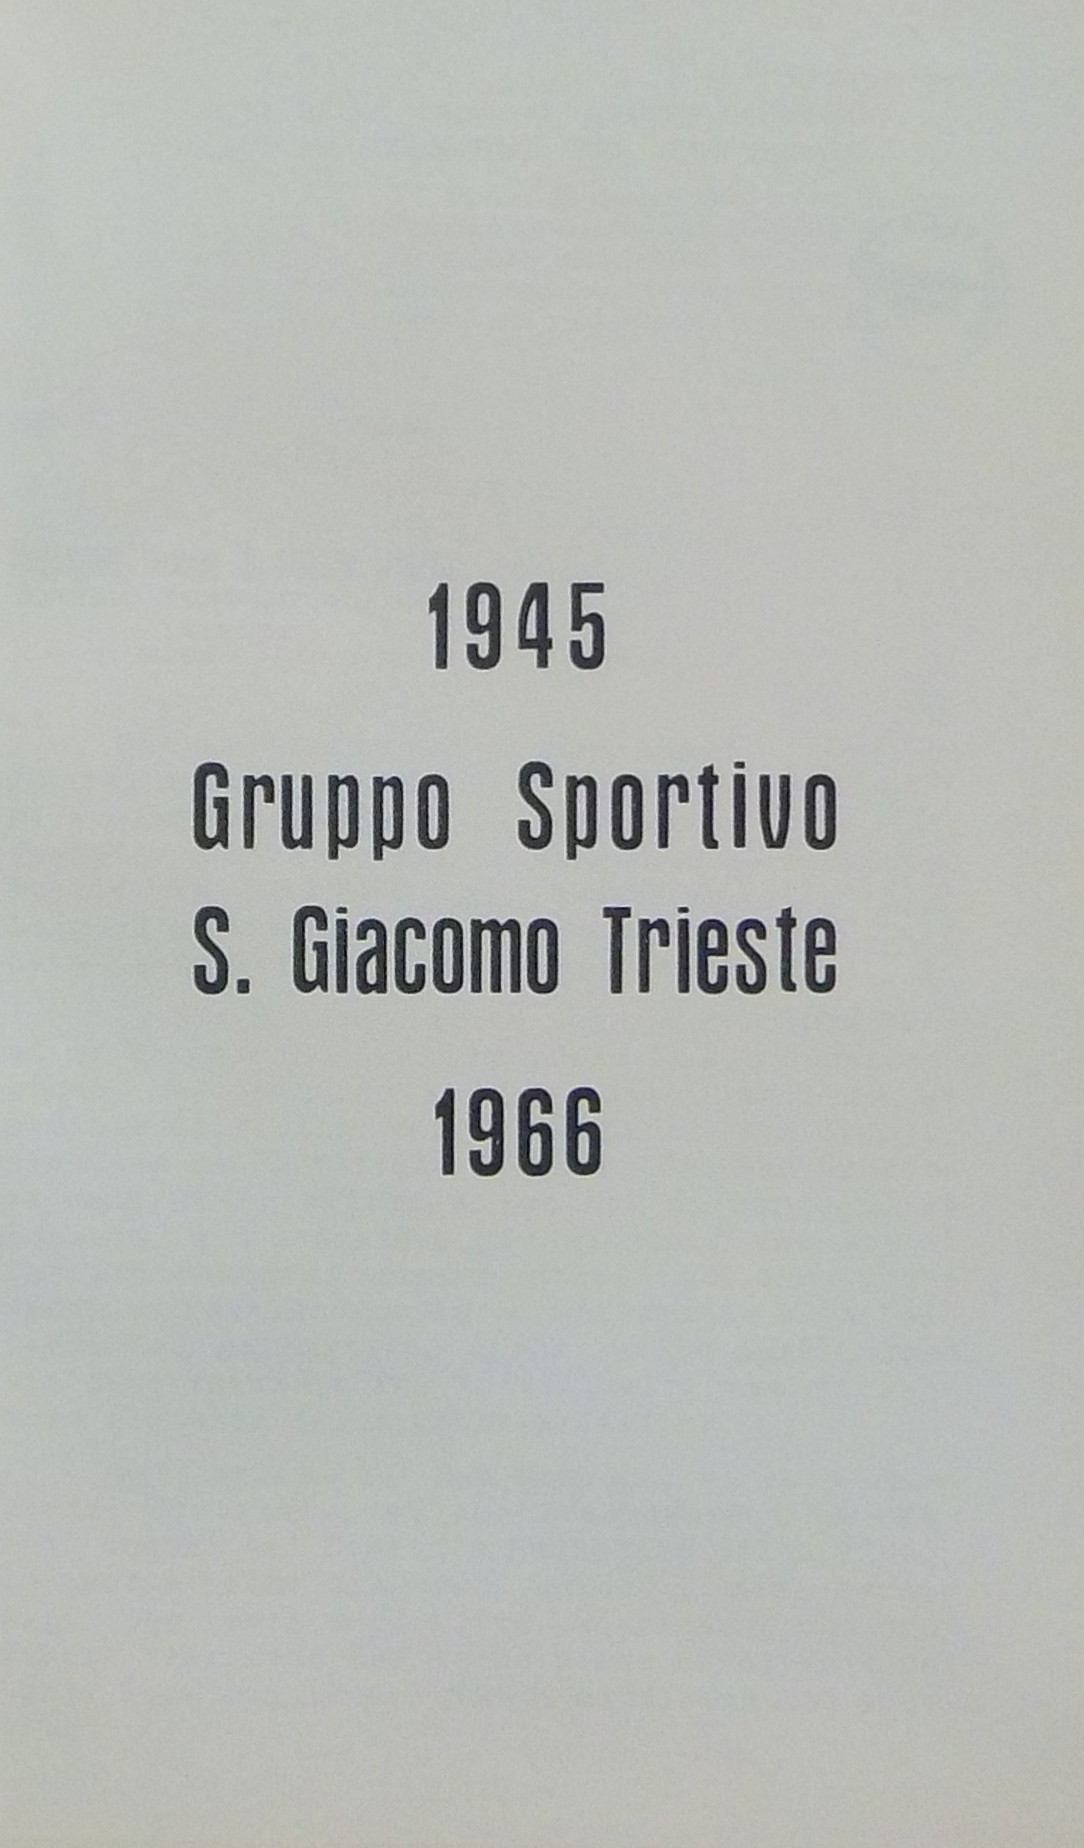 1945
Gruppo Sportivo
S. Giacomo Trieste
1966